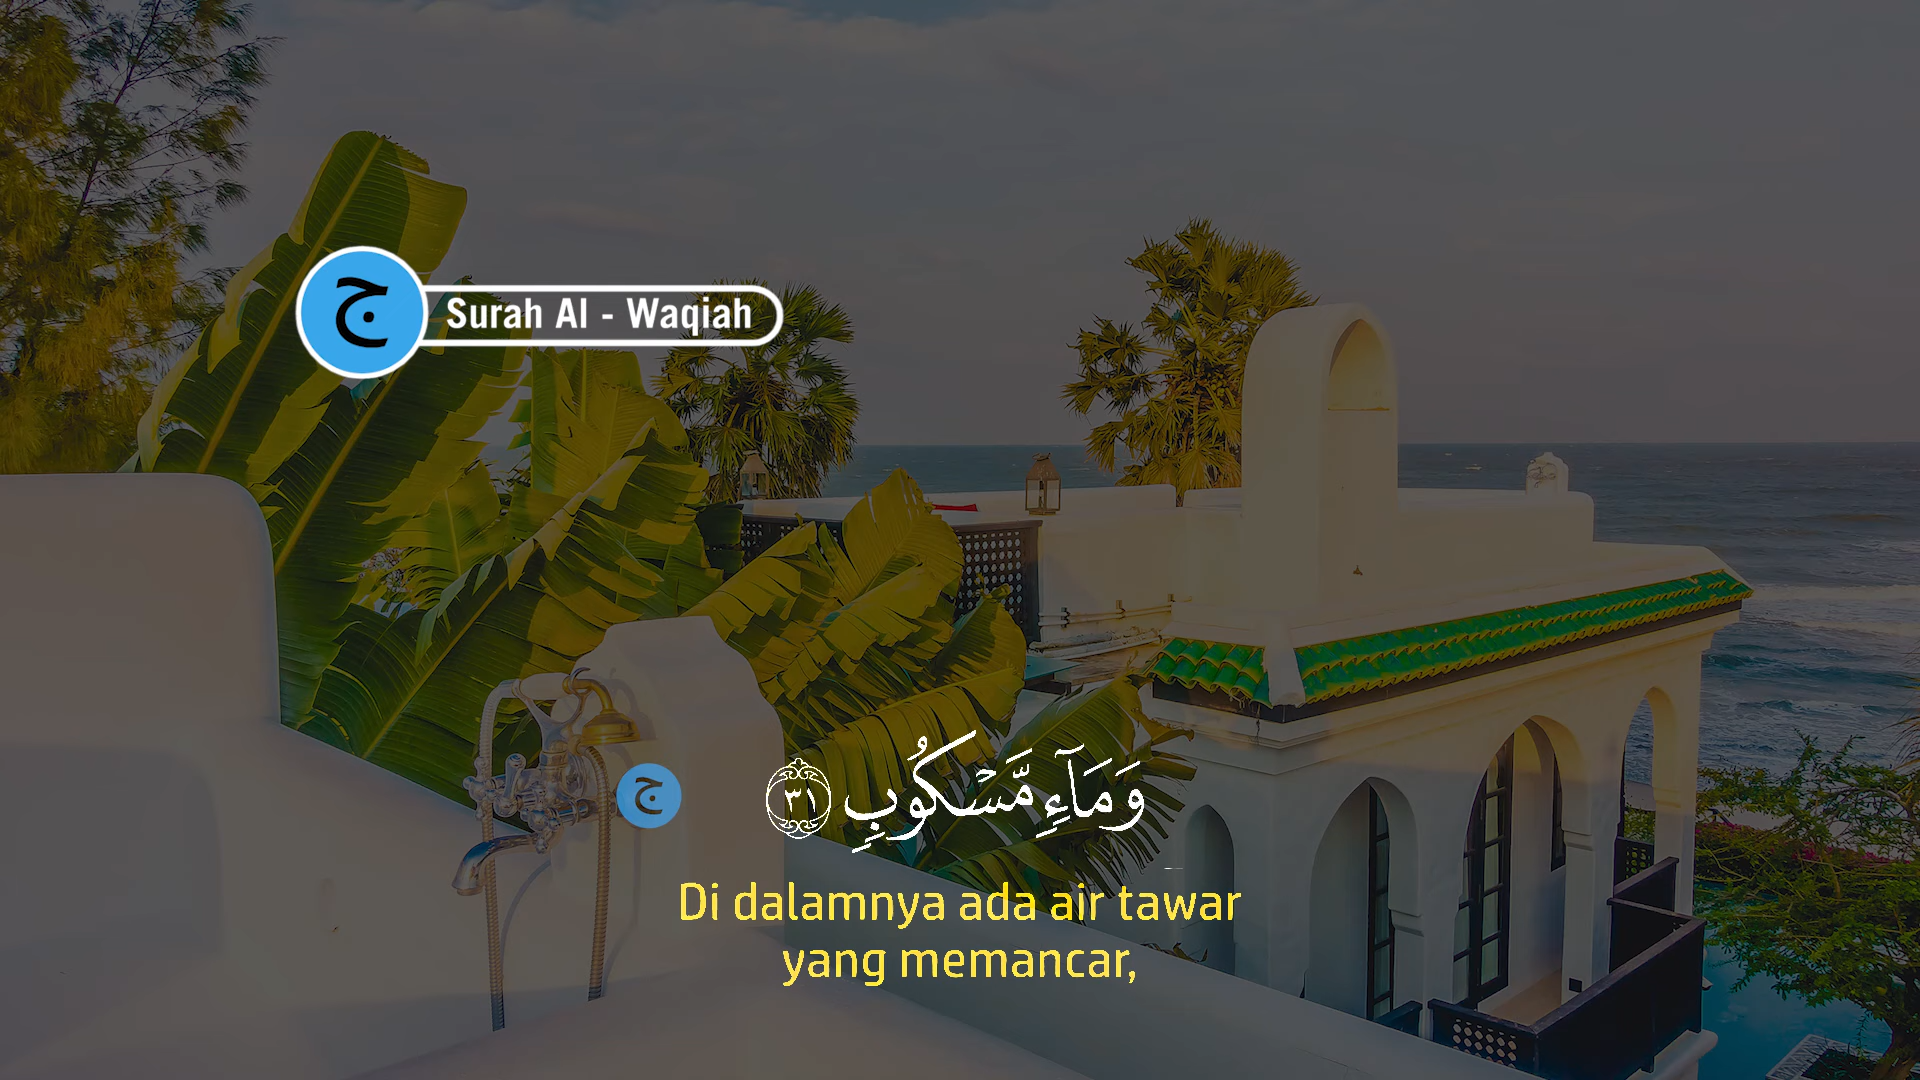 ج
Surah Al - Waqiah
وَمَآءٍ مَّسْكُوبٍ ٣١
ج
Di dalamnya ada air tawar
yang memancar,